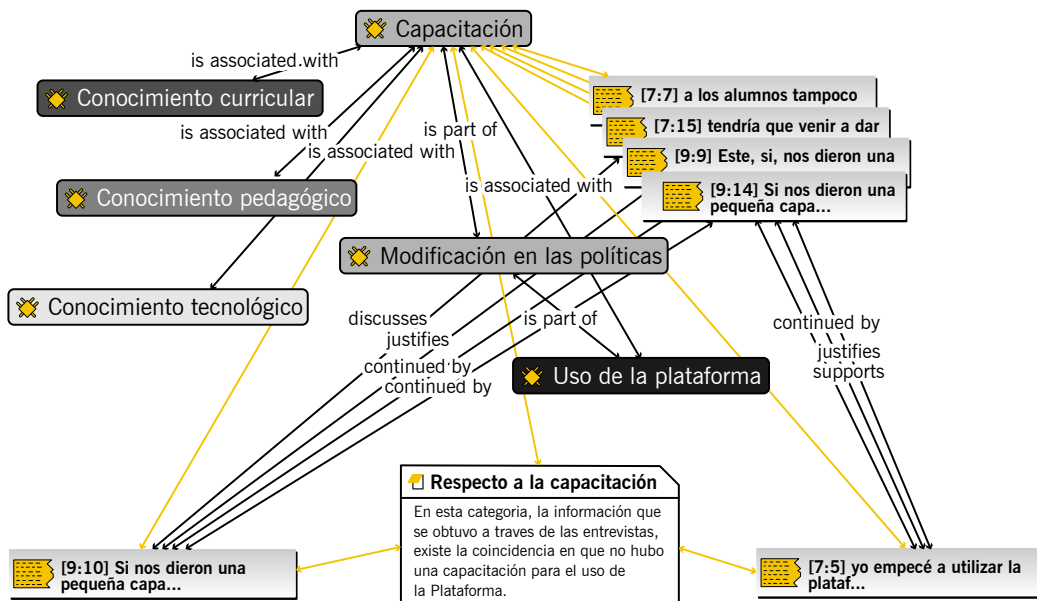 Capacitación
is associated with
Conocimiento curricular
[7:7] a los alumnos tampoco
[7:15] tendría que venir a dar
is associated with
is part of
is associated with
[9:9] Este, si, nos dieron una
Conocimiento pedagógico
is associated with
[9:14] Si nos dieron una
pequeña capa...
Modificación en las políticas
Conocimiento tecnológico
discusses
is part of
justifies
continued by
continued by
continued by
justifies
supports
Uso de la plataforma
Respecto a la capacitación
En esta categoria, la información que
se obtuvo a traves de las entrevistas,
existe la coincidencia en que no hubo
una capacitación para el uso de
la Plataforma.
[9:10] Si nos dieron una
pequeña capa...
[7:5] yo empecé a utilizar la
plataf...